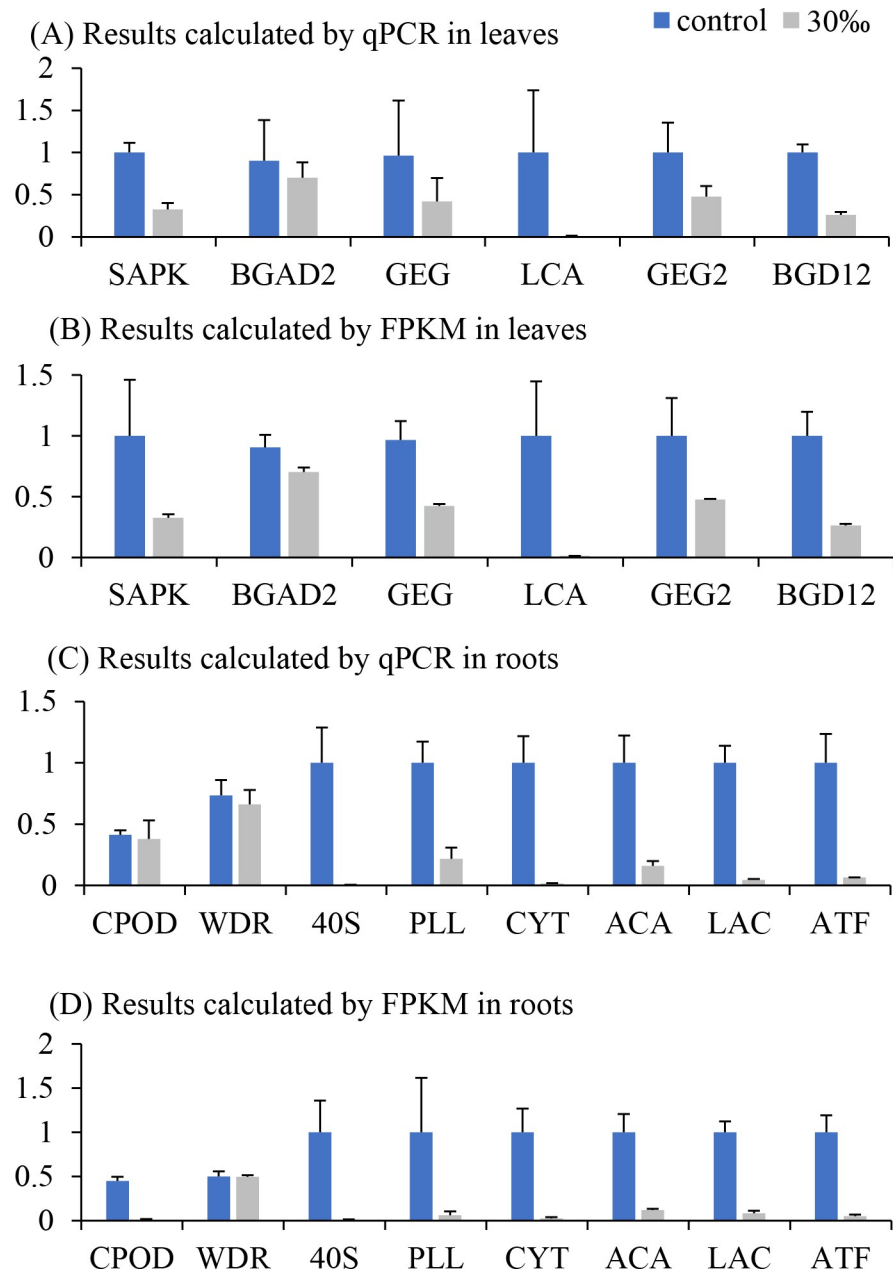 control 30‰
(A) Results calculated by qPCR in leaves
2
1.5
1
0.5
0
SAPK BGAD2 GEG LCA GEG2 BGD12
(B) Results calculated by FPKM in leaves
1.5
1
0.5
0
SAPK BGAD2 GEG LCA GEG2 BGD12
(C) Results calculated by qPCR in roots
1.5
1
0.5
0
CPOD WDR 40S PLL CYT ACA LAC ATF
(D) Results calculated by FPKM in roots
2
1.5
1
0.5
0
CPOD WDR 40S PLL CYT ACA LAC ATF